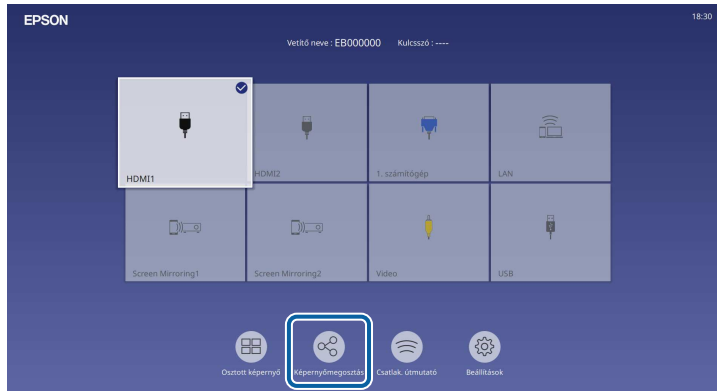 EPSON
18:30
Vetítő neve : EB000000 Kulcsszó : ----
HDMI1
HDMI2
1. számítógép
LAN
Screen Mirroring1
Screen Mirroring2
Video
USB
Osztott képernyő
Képernyőmegosztás
Csatlak. útmutató
Beállítások